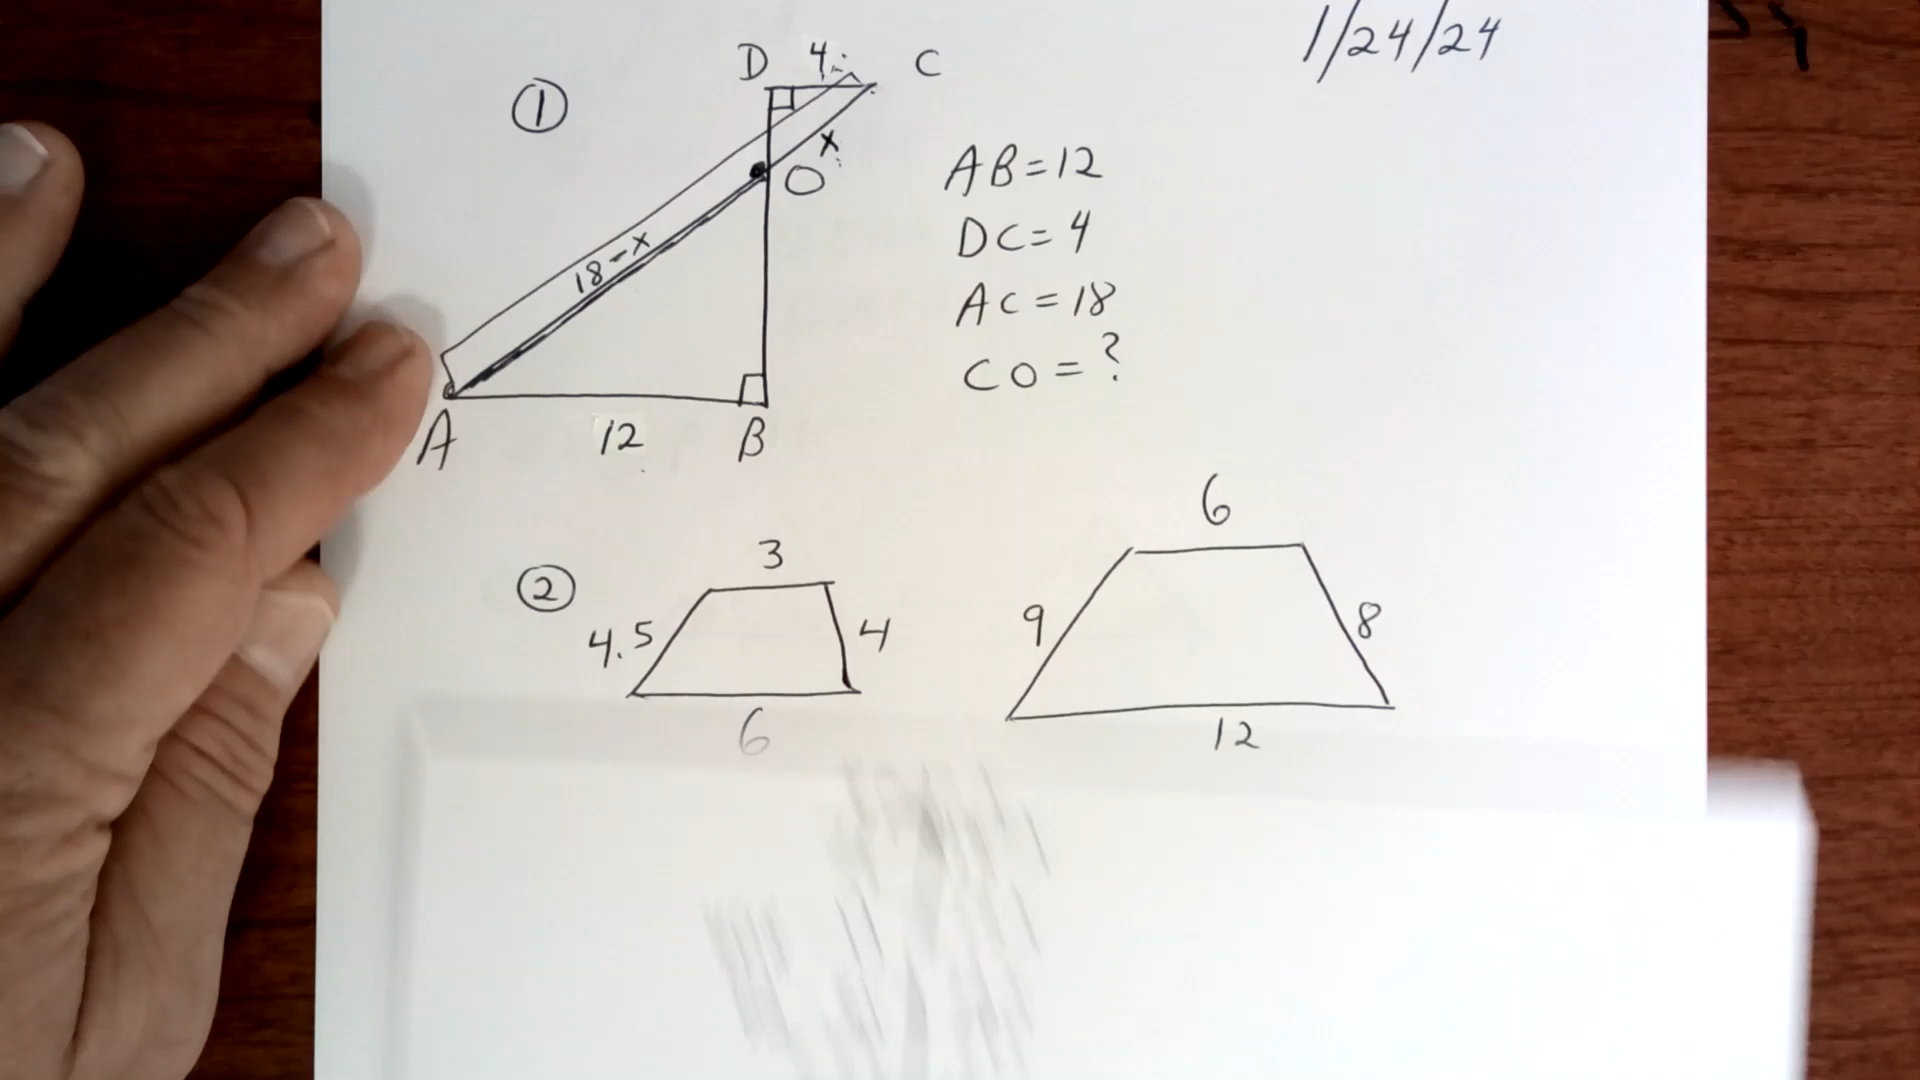 1/24/24
①
D 4 C
x
O
18-x
A 12 B
AB=12
DC=4
AC=18
CO=?
②
3
4.5 4
6
6
9 8
12